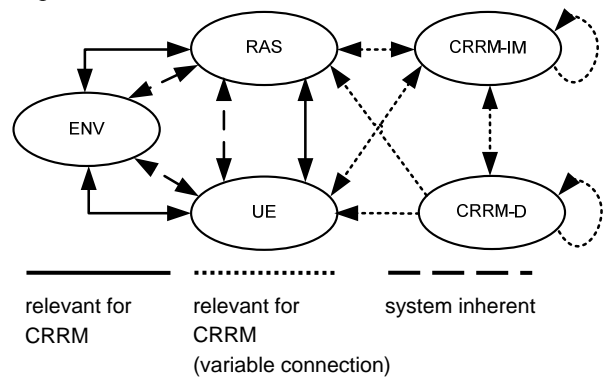 RAS
CRRM-IM
ENV
UE
CRRM-D
relevant for
CRRM
relevant for
CRRM
(variable connection)
system inherent